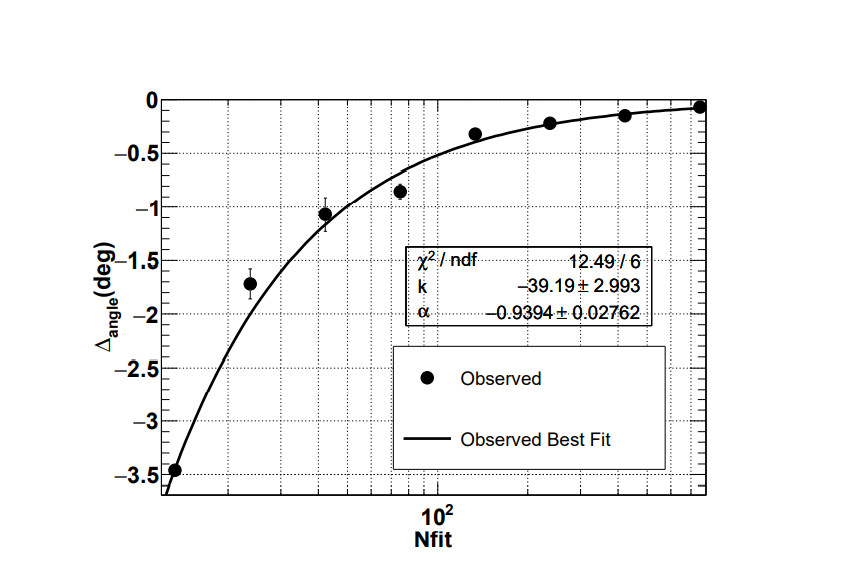 0
−0.5
−1
−1.5
−2
−2.5
−3
−3.5
Δangle(deg)
χ² / ndf 12.49 / 6
k −39.19 ± 2.993
α −0.9394 ± 0.02762
Observed
Observed Best Fit
10²
Nfit